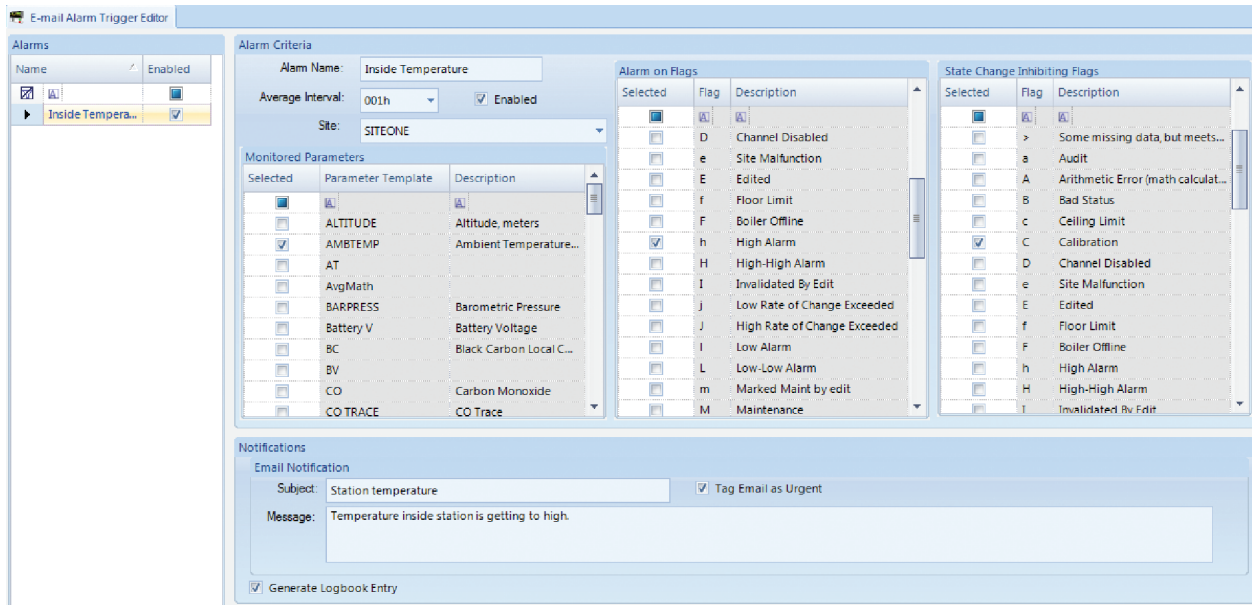 E-mail Alarm Trigger Editor
Alarms
Name Enabled
A
Inside Tempera...
Alarm Criteria
Alarm Name: Inside Temperature
Average Interval: 001h Enabled
Site: SITEONE
Monitored Parameters
Selected Parameter Template Description
A A
ALTITUDE Altitude, meters
AMBTEMP Ambient Temperature...
AT
AvgMath
BARPRESS Barometric Pressure
Battery V Battery Voltage
BC Black Carbon Local C...
BV
CO Carbon Monoxide
CO TRACE CO Trace
Alarm on Flags
Selected Flag Description
A A
D Channel Disabled
e Site Malfunction
E Edited
f Floor Limit
F Boiler Offline
h High Alarm
H High-High Alarm
I Invalidated By Edit
j Low Rate of Change Exceeded
J High Rate of Change Exceeded
l Low Alarm
L Low-Low Alarm
m Marked Maint by edit
M Maintenance
State Change Inhibiting Flags
Selected Flag Description
A A
> Some missing data, but meets...
a Audit
A Arithmetic Error (math calculat...
B Bad Status
c Ceiling Limit
C Calibration
D Channel Disabled
e Site Malfunction
E Edited
f Floor Limit
F Boiler Offline
h High Alarm
H High-High Alarm
I Invalidated By Edit
Notifications
Email Notification
Subject: Station temperature Tag Email as Urgent
Message: Temperature inside station is getting to high.
Generate Logbook Entry